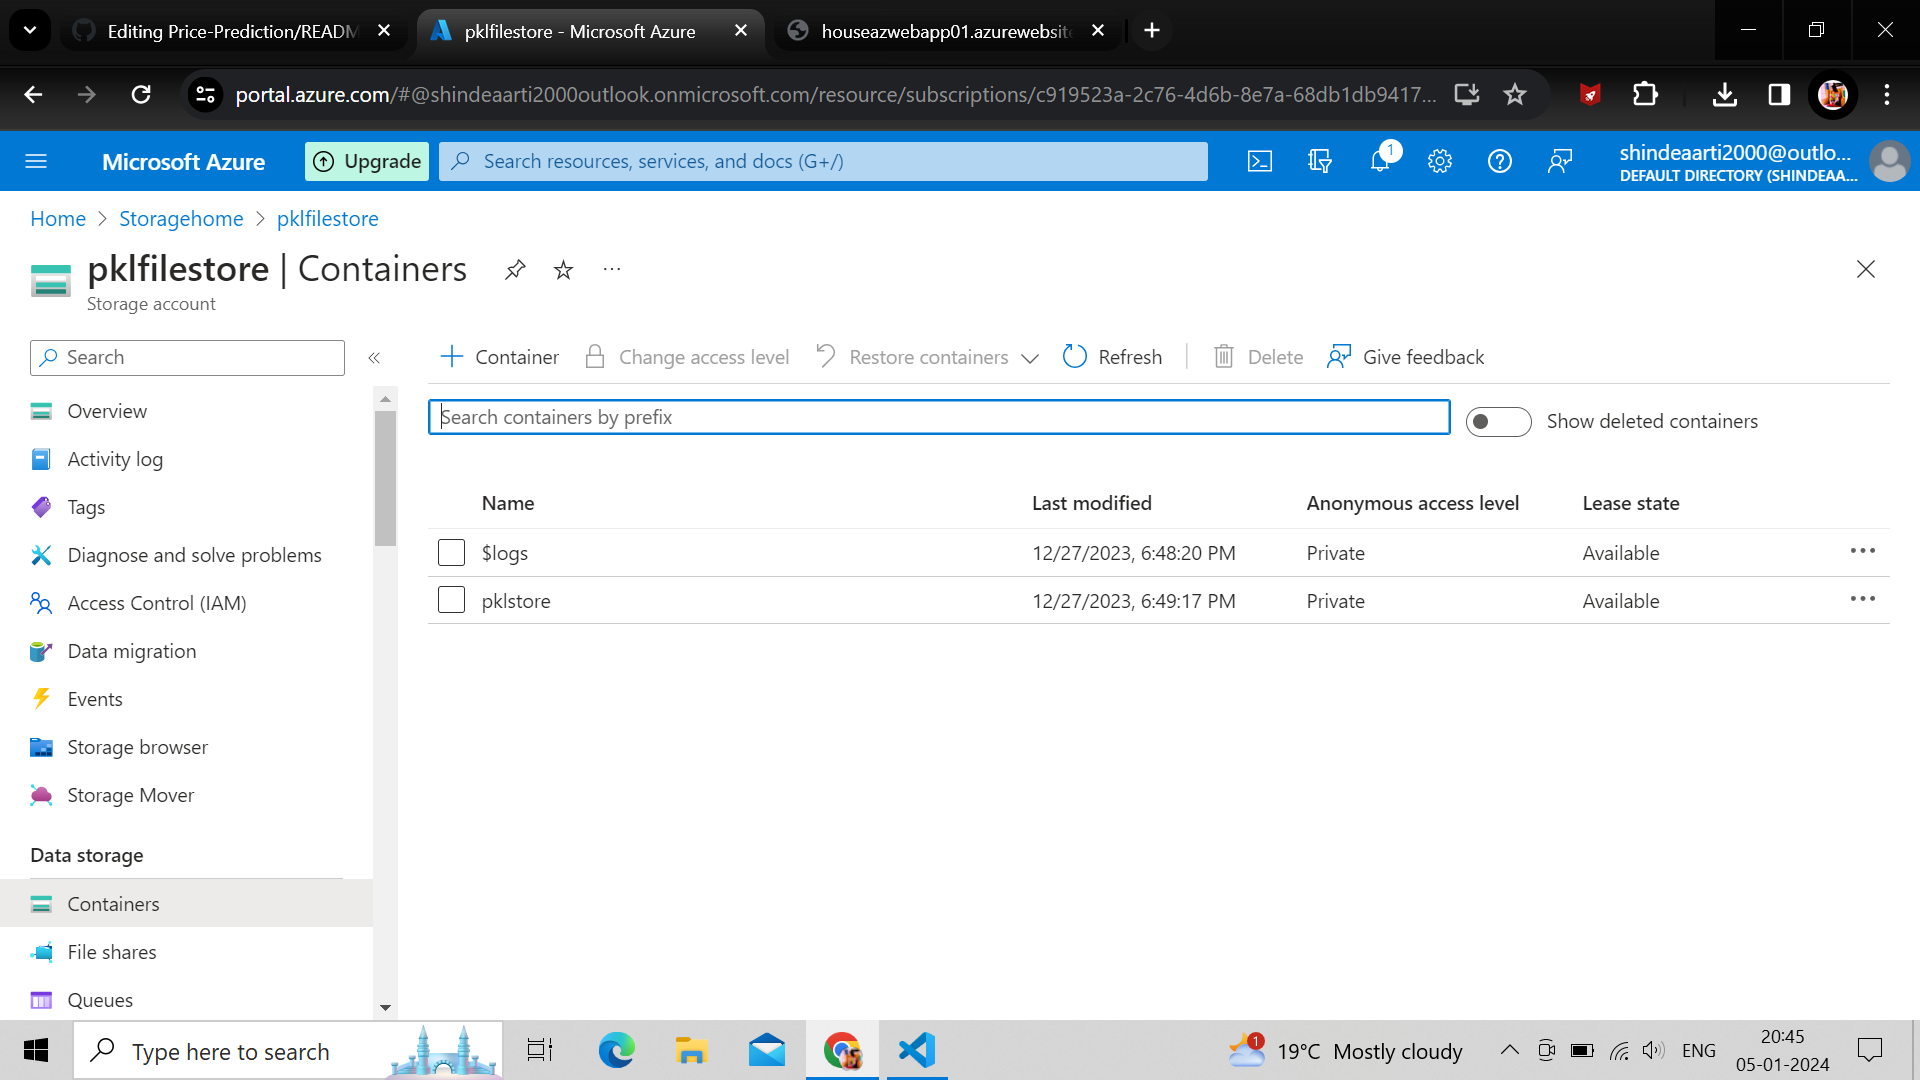 Editing Price-Prediction/READM
pklfilestore - Microsoft Azure
houseazwebapp01.azurewebsite
portal.azure.com/#@shindeaarti2000outlook.onmicrosoft.com/resource/subscriptions/c919523a-2c76-4d6b-8e7a-68db1db9417...
Microsoft Azure
Upgrade
Search resources, services, and docs (G+/)
1
shindeaarti2000@outlo...
DEFAULT DIRECTORY (SHINDEAA...
Home > Storagehome > pklfilestore
pklfilestore | Containers
Storage account
Search
Container
Change access level
Restore containers
Refresh
Delete
Give feedback
Search containers by prefix
Show deleted containers
Name Last modified Anonymous access level Lease state
$logs 12/27/2023, 6:48:20 PM Private Available
pklstore 12/27/2023, 6:49:17 PM Private Available
Overview
Activity log
Tags
Diagnose and solve problems
Access Control (IAM)
Data migration
Events
Storage browser
Storage Mover
Data storage
Containers
File shares
Queues
Type here to search
1
19°C Mostly cloudy
ENG
20:45
05-01-2024